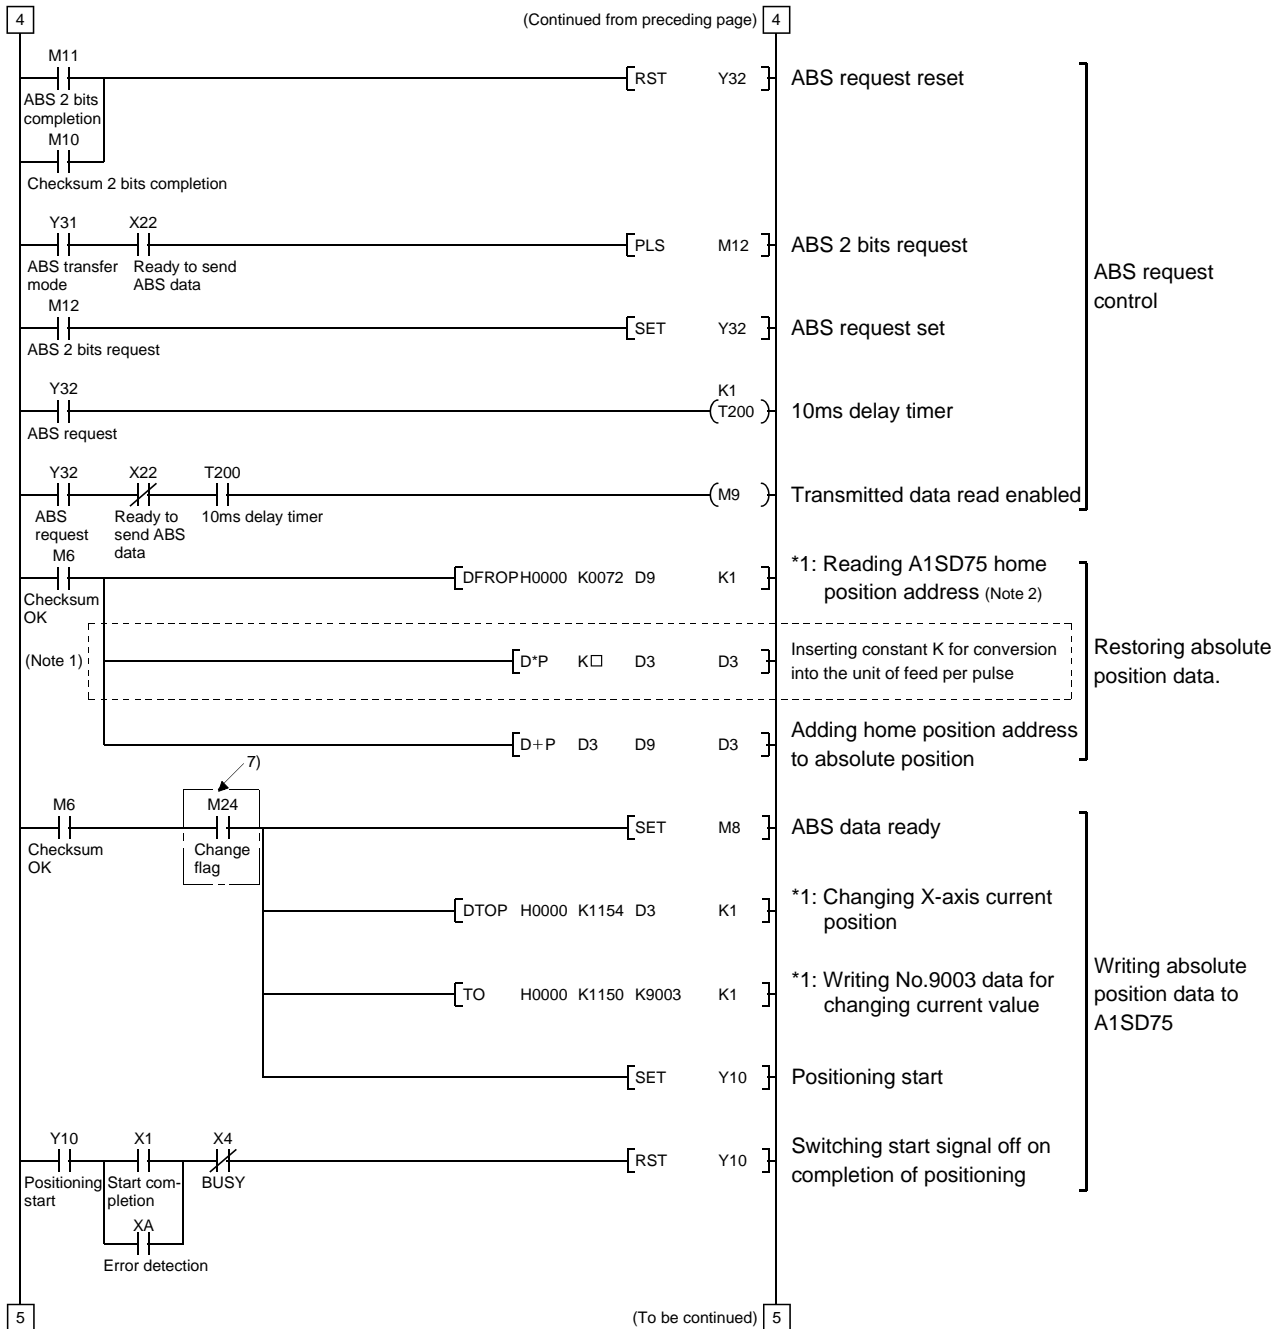 4 (Continued from preceding page) 4
M11
[RST Y32] ABS request reset
ABS 2 bits
completion
M10
Checksum 2 bits completion
Y31 X22
[PLS M12] ABS 2 bits request
ABS transfer
mode
Ready to send
ABS data
ABS request
control
M12
[SET Y32] ABS request set
ABS 2 bits request
Y32
K1
(T200) 10ms delay timer
ABS request
Y32 X22 T200
(M9) Transmitted data read enabled
ABS
request
Ready to
send ABS
data
10ms delay timer
M6
[DFROPH0000 K0072 D9 K1] *1: Reading A1SD75 home
position address (Note 2)
Checksum
OK
(Note 1)
[D*P K□ D3 D3] Inserting constant K for conversion
into the unit of feed per pulse
Restoring absolute
position data.
[D+P D3 D9 D3] Adding home position address
to absolute position
7)
M6 M24
[SET M8] ABS data ready
Checksum
OK
Change
flag
[DTOP H0000 K1154 D3 K1] *1: Changing X-axis current
position
[TO H0000 K1150 K9003 K1] *1: Writing No.9003 data for
changing current value
Writing absolute
position data to
A1SD75
[SET Y10] Positioning start
Y10 X1 X4
[RST Y10] Switching start signal off on
completion of positioning
Positioning
start
Start com-
pletion
BUSY
XA
Error detection
5 (To be continued) 5